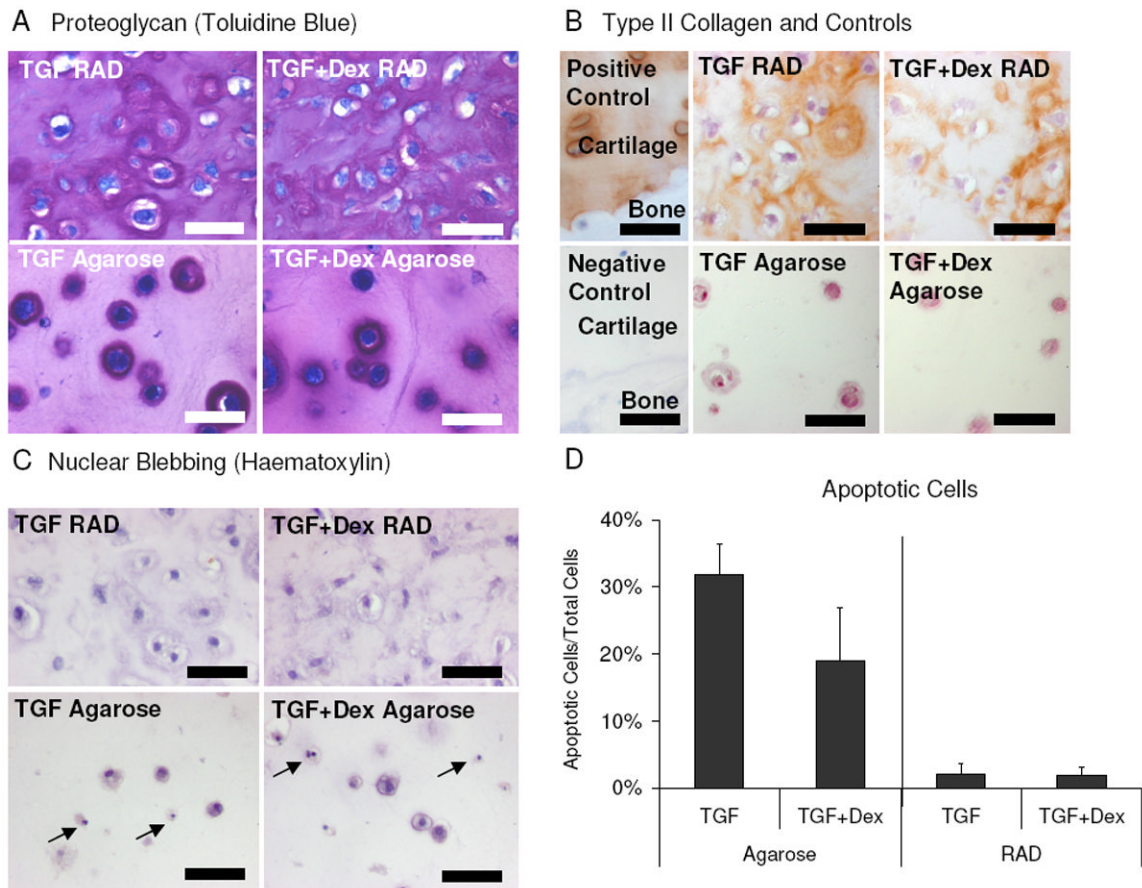 A Proteoglycan (Toluidine Blue)
TGF RAD
TGF+Dex RAD
TGF Agarose
TGF+Dex Agarose
B Type II Collagen and Controls
Positive
Control
Cartilage
Bone
TGF RAD
TGF+Dex RAD
Negative
Control
Cartilage
Bone
TGF Agarose
TGF+Dex
Agarose
C Nuclear Blebbing (Haematoxylin)
TGF RAD
TGF+Dex RAD
TGF Agarose
TGF+Dex Agarose
D
Apoptotic Cells
Apoptotic Cells/Total Cells
40%
30%
20%
10%
0%
TGF TGF+Dex TGF TGF+Dex
Agarose RAD